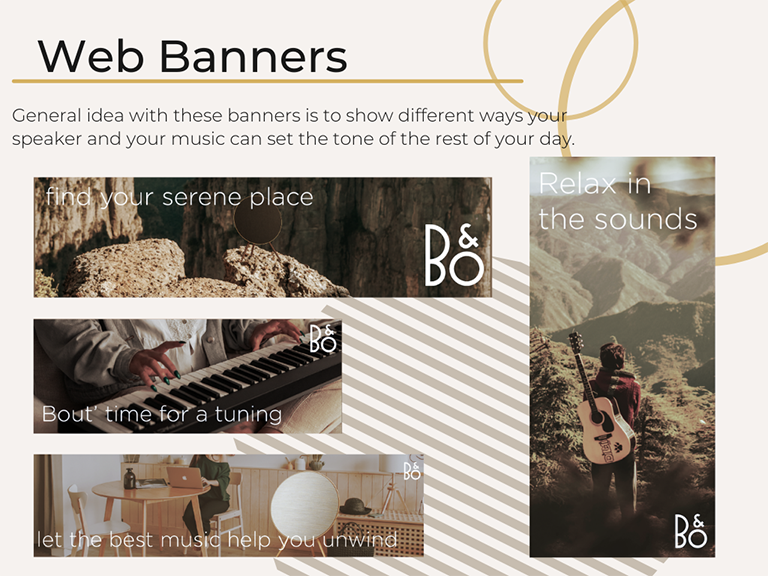 Web Banners
General idea with these banners is to show different ways your
speaker and your music can set the tone of the rest of your day.
find your serene place
B&O
Relax in
the sounds
B&O
Bout' time for a tuning
B&O
let the best music help you unwind
B&O